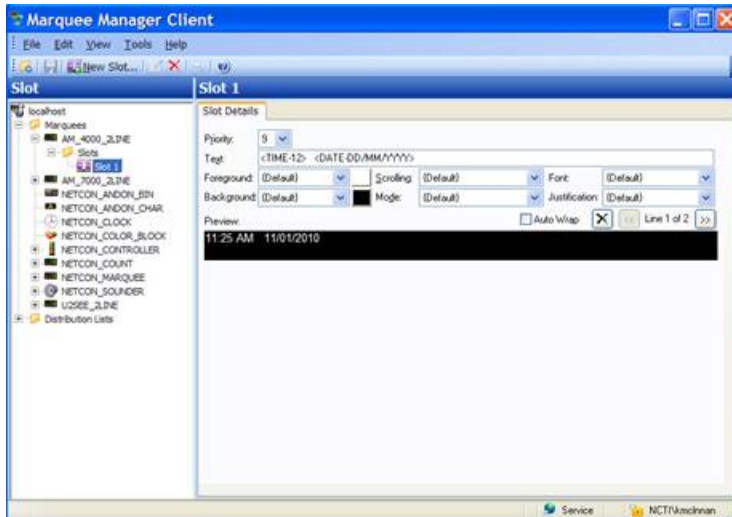 Marquee Manager Client
File Edit View Tools Help
New Slot...
Slot
Slot 1
localhost
Marquees
AM_4000_2LINE
Slots
Slot 1
AM_7000_2LINE
NETCON_ANDON_BIN
NETCON_ANDON_CHAR
NETCON_CLOCK
NETCON_COLOR_BLOCK
NETCON_CONTROLLER
NETCON_COUNT
NETCON_MARQUEE
NETCON_SOUNDER
U2SEE_2LINE
Distribution Lists
Slot Details
Priority: 9
Text: <TIME-12> <DATE-DD/MM/YYYY>
Foreground: (Default) Scrolling: (Default) Font: (Default)
Background: (Default) Mode: (Default) Justification: (Default)
Preview: Auto Wrap X << Line 1 of 2 >>
11:25 AM 11/01/2010
Service NCTI\kmclnnan